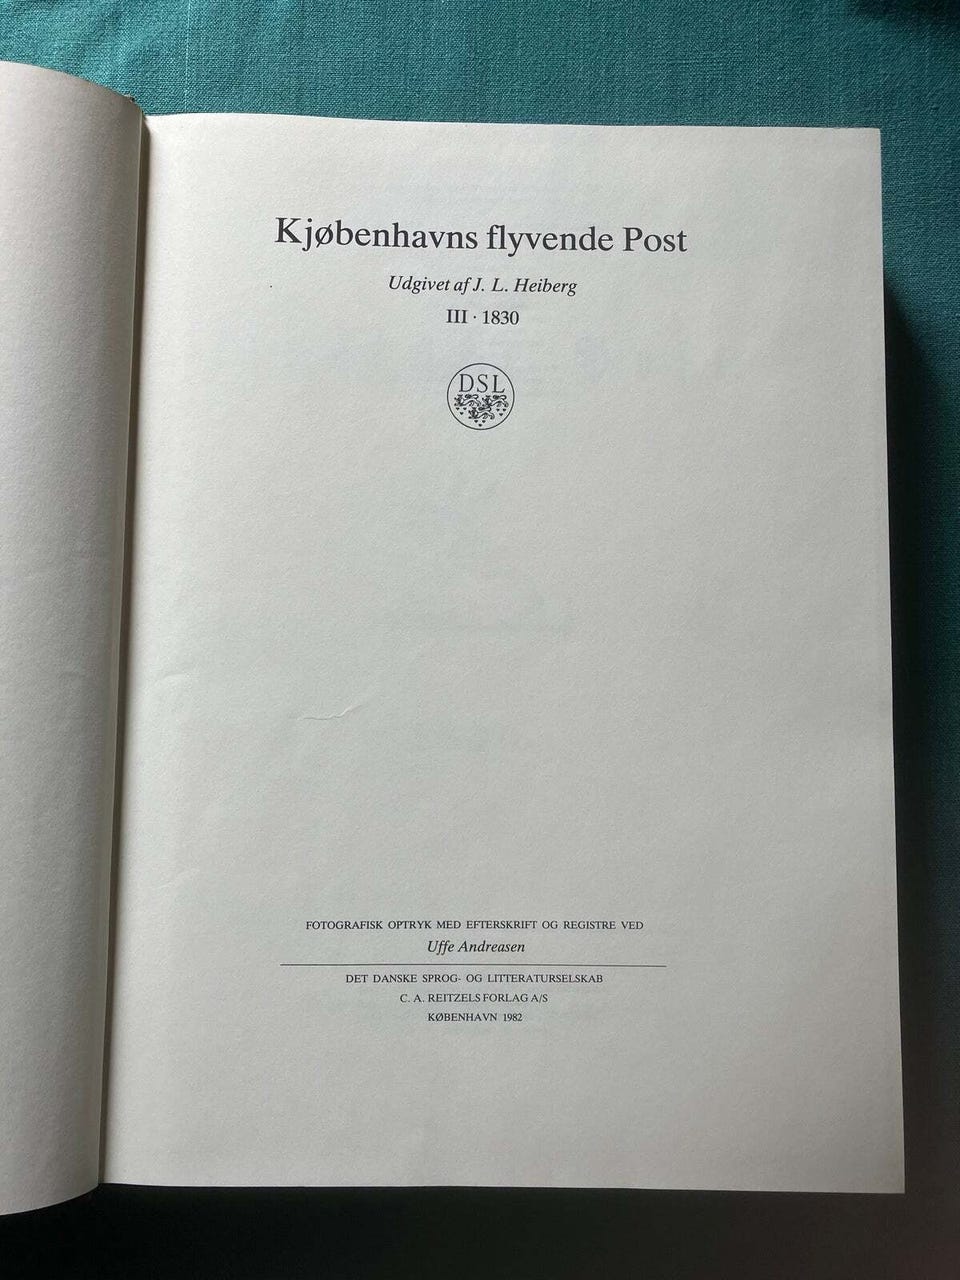 Kjøbenhavns flyvende Post
Udgivet af J. L. Heiberg
III · 1830
DSL
FOTOGRAFISK OPTRYK MED EFTERSKRIFT OG REGISTRE VED
Uffe Andreasen
DET DANSKE SPROG- OG LITTERATURSELSKAB
C. A. REITZELS FORLAG A/S
KØBENHAVN 1982